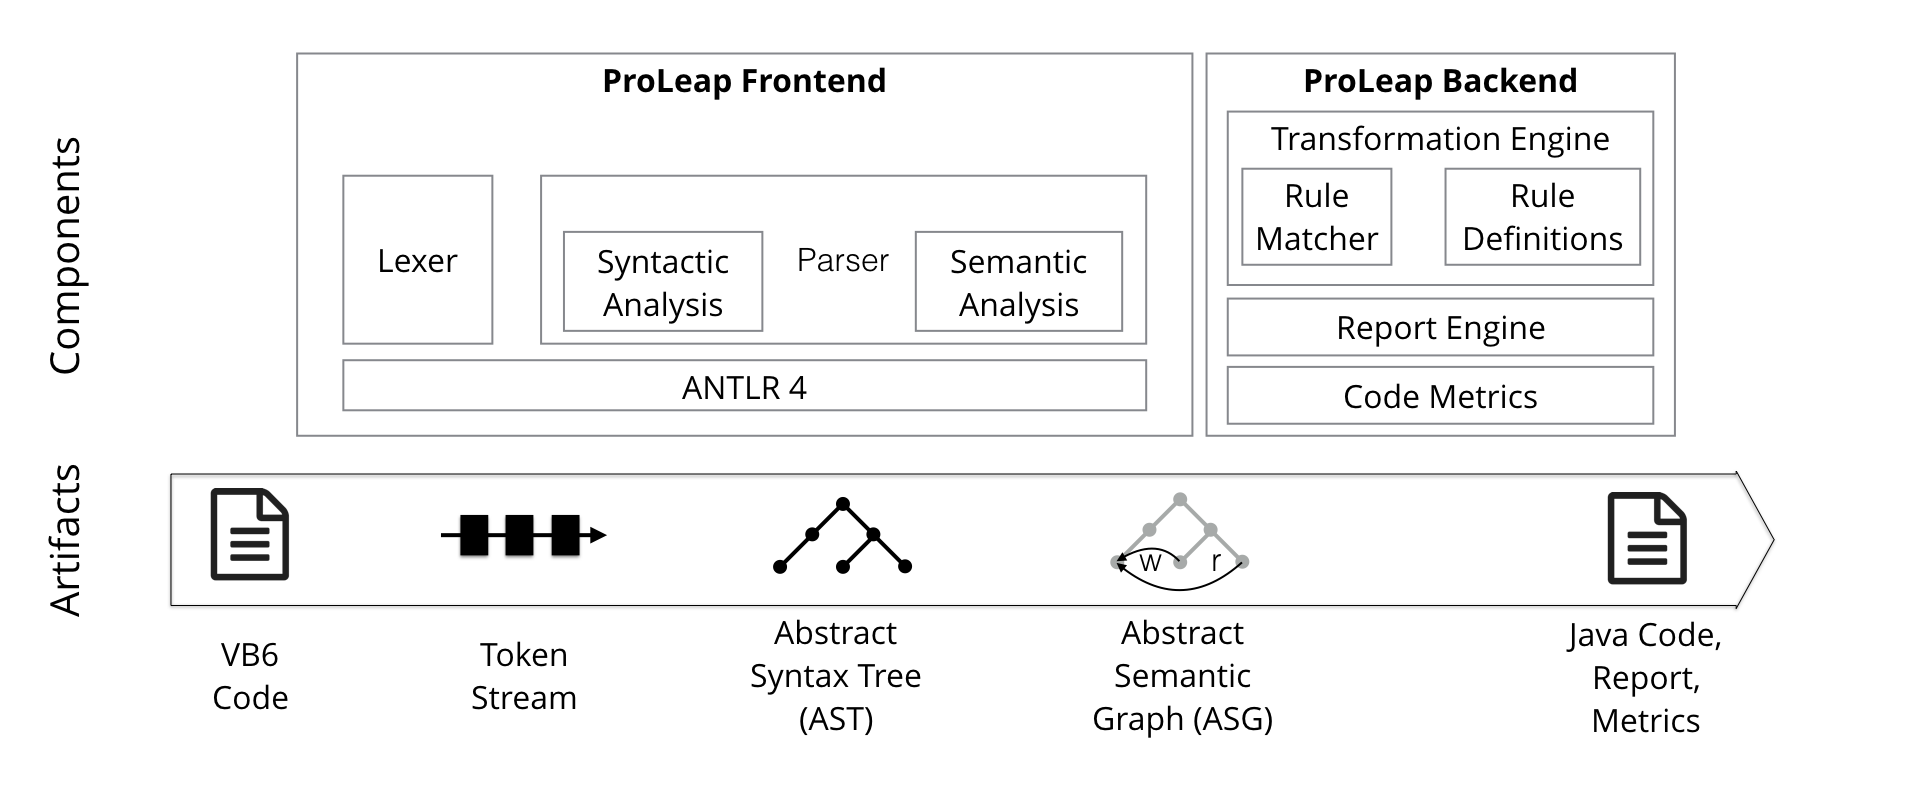 Components
ProLeap Frontend
Lexer
Syntactic
Analysis
Parser
Semantic
Analysis
ANTLR 4
ProLeap Backend
Transformation Engine
Rule
Matcher
Rule
Definitions
Report Engine
Code Metrics
Artifacts
w
r
VB6
Code
Token
Stream
Abstract
Syntax Tree
(AST)
Abstract
Semantic
Graph (ASG)
Java Code,
Report,
Metrics